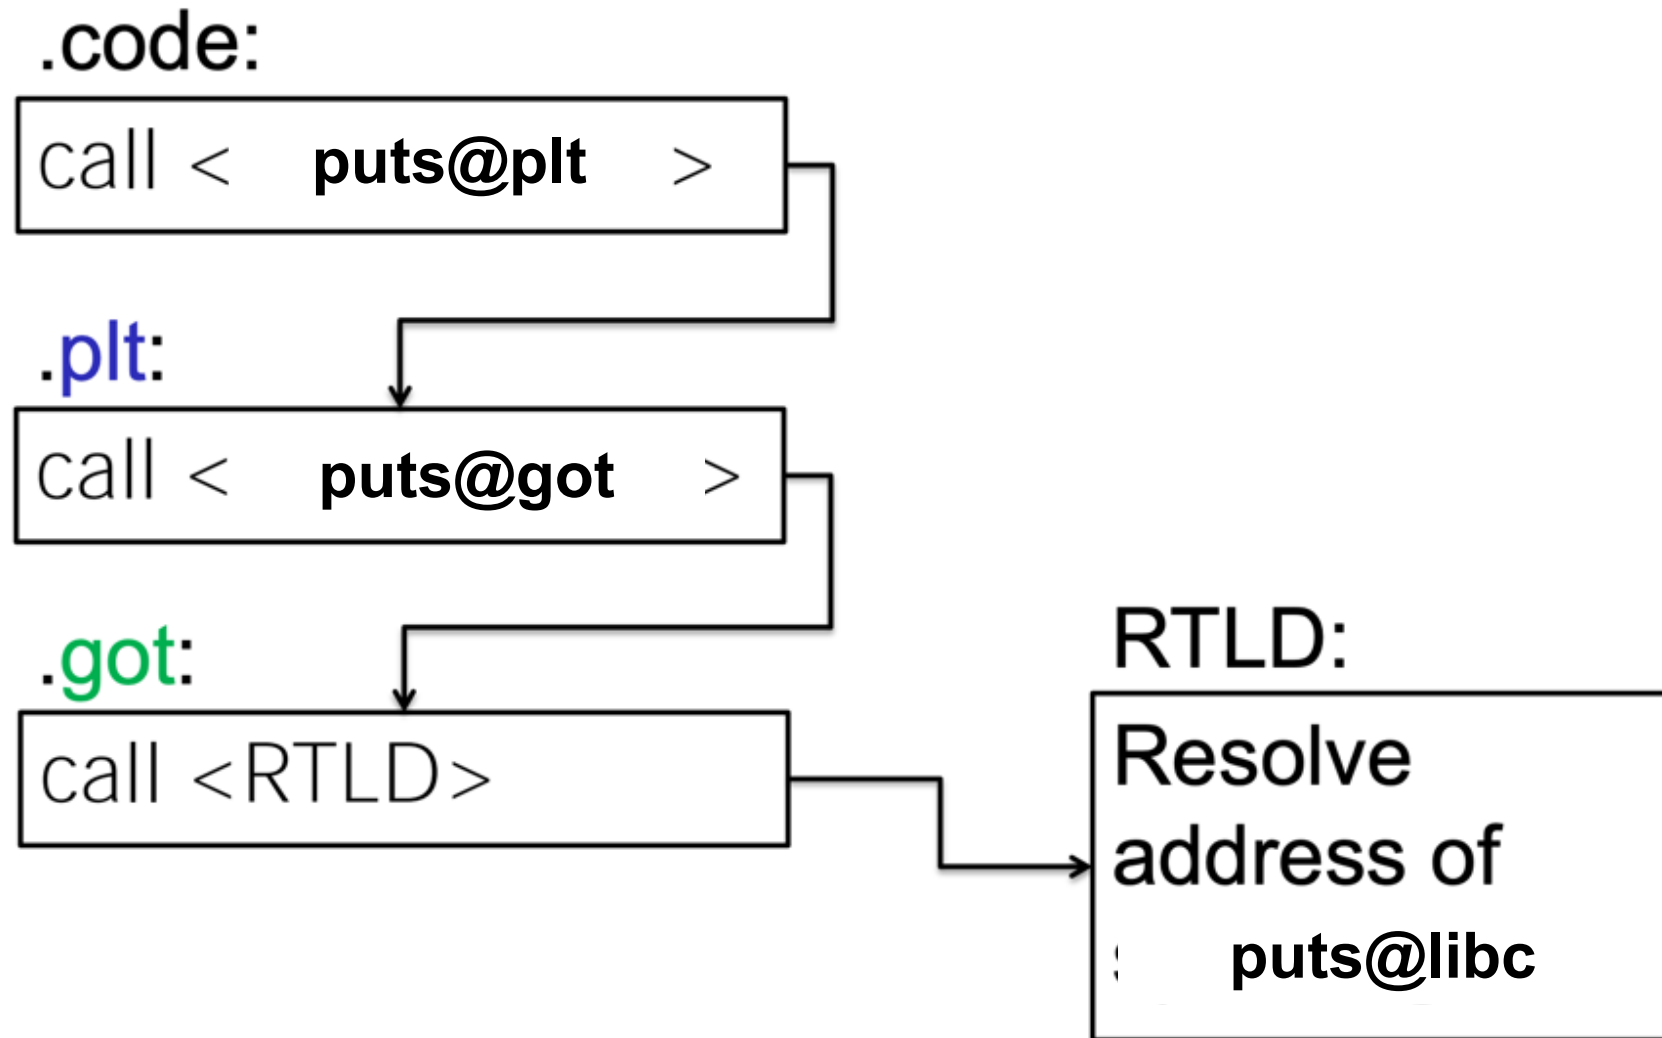 .code:
call < puts@plt >
.plt:
call < puts@got >
.got:
call <RTLD>
RTLD:
Resolve
address of
puts@libc